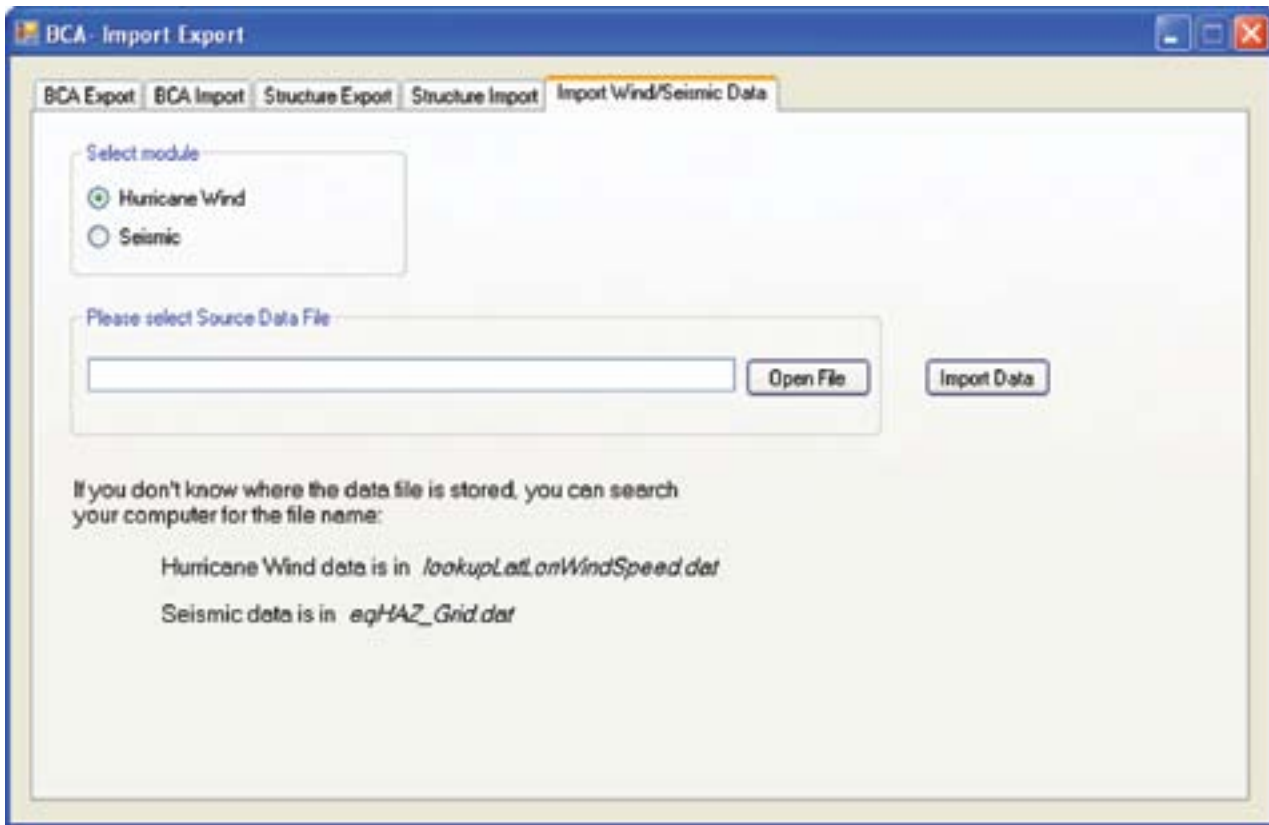 BCA- Import Export
BCA Export BCA Import Structure Export Structure Import Import Wind/Seismic Data
Select module
Hurricane Wind
Seismic
Please select Source Data File
Open File Import Data
If you don't know where the data file is stored, you can search
your computer for the file name:
Hurricane Wind data is in lookupLatLonWindSpeed.dat
Seismic data is in eqHAZ_Grid.dat